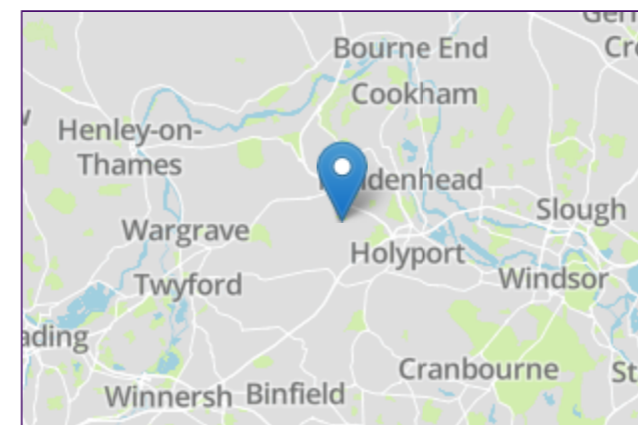 Bourne End
Cookham
Henley-on-
Thames
Slough
Wargrave
Holyport
Windsor
Twyford
Cranbourne
Winnersh
Binfield